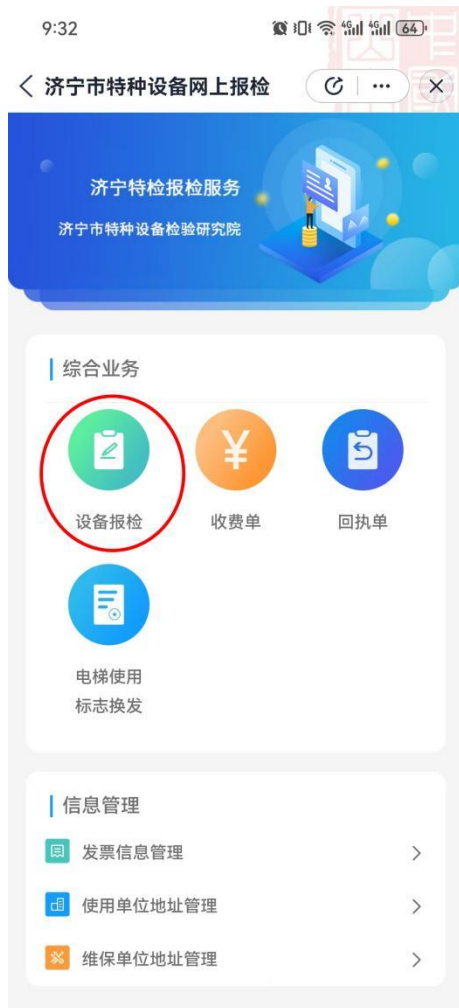 9:32
64
济宁市特种设备网上报检
济宁特检报检服务
济宁市特种设备检验研究院
综合业务
设备报检
收费单
回执单
电梯使用
标志换发
信息管理
发票信息管理
使用单位地址管理
维保单位地址管理